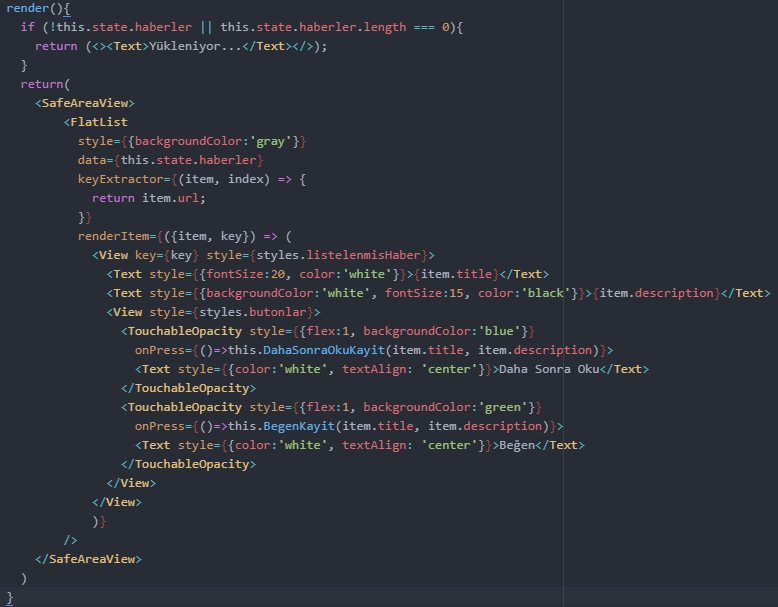 render(){
  if (!this.state.haberler || this.state.haberler.length === 0){
    return (<><Text>Yükleniyor...</Text></>);
  }
  return(
    <SafeAreaView>
        <FlatList
          style={{backgroundColor:'gray'}}
          data={this.state.haberler}
          keyExtractor={(item, index) => {
            return item.url;
          }}
          renderItem={({item, key}) => (
            <View key={key} style={styles.listelenmisHaber}>
              <Text style={{fontSize:20, color:'white'}}>{item.title}</Text>
              <Text style={{backgroundColor:'white', fontSize:15, color:'black'}}>{item.description}</Text>
              <View style={styles.butonlar}>
                <TouchableOpacity style={{flex:1, backgroundColor:'blue'}}
                  onPress={()=>this.DahaSonraOkuKayit(item.title, item.description)}>
                  <Text style={{color:'white', textAlign: 'center'}}>Daha Sonra Oku</Text>
                </TouchableOpacity>
                <TouchableOpacity style={{flex:1, backgroundColor:'green'}}
                  onPress={()=>this.BegenKayit(item.title, item.description)}>
                  <Text style={{color:'white', textAlign: 'center'}}>Beğen</Text>
                </TouchableOpacity>
              </View>
            </View>
            )}
        />
    </SafeAreaView>
  )
}